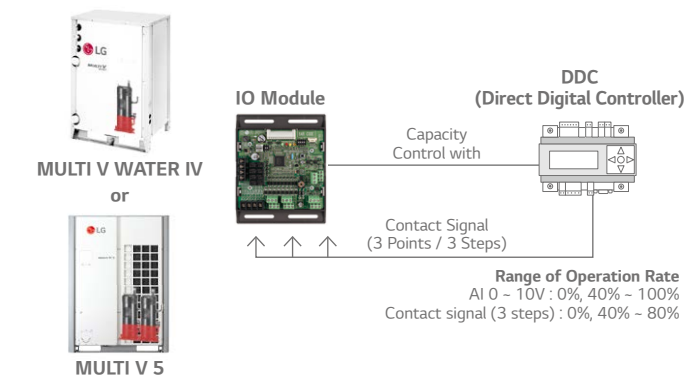 LG
MULTI V WATER IV
or
LG
MULTI V 5
IO Module
DDC
(Direct Digital Controller)
Capacity
Control with
Contact Signal
(3 Points / 3 Steps)
Range of Operation Rate
AI 0 ~ 10V : 0%, 40% ~ 100%
Contact signal (3 steps) : 0%, 40% ~ 80%